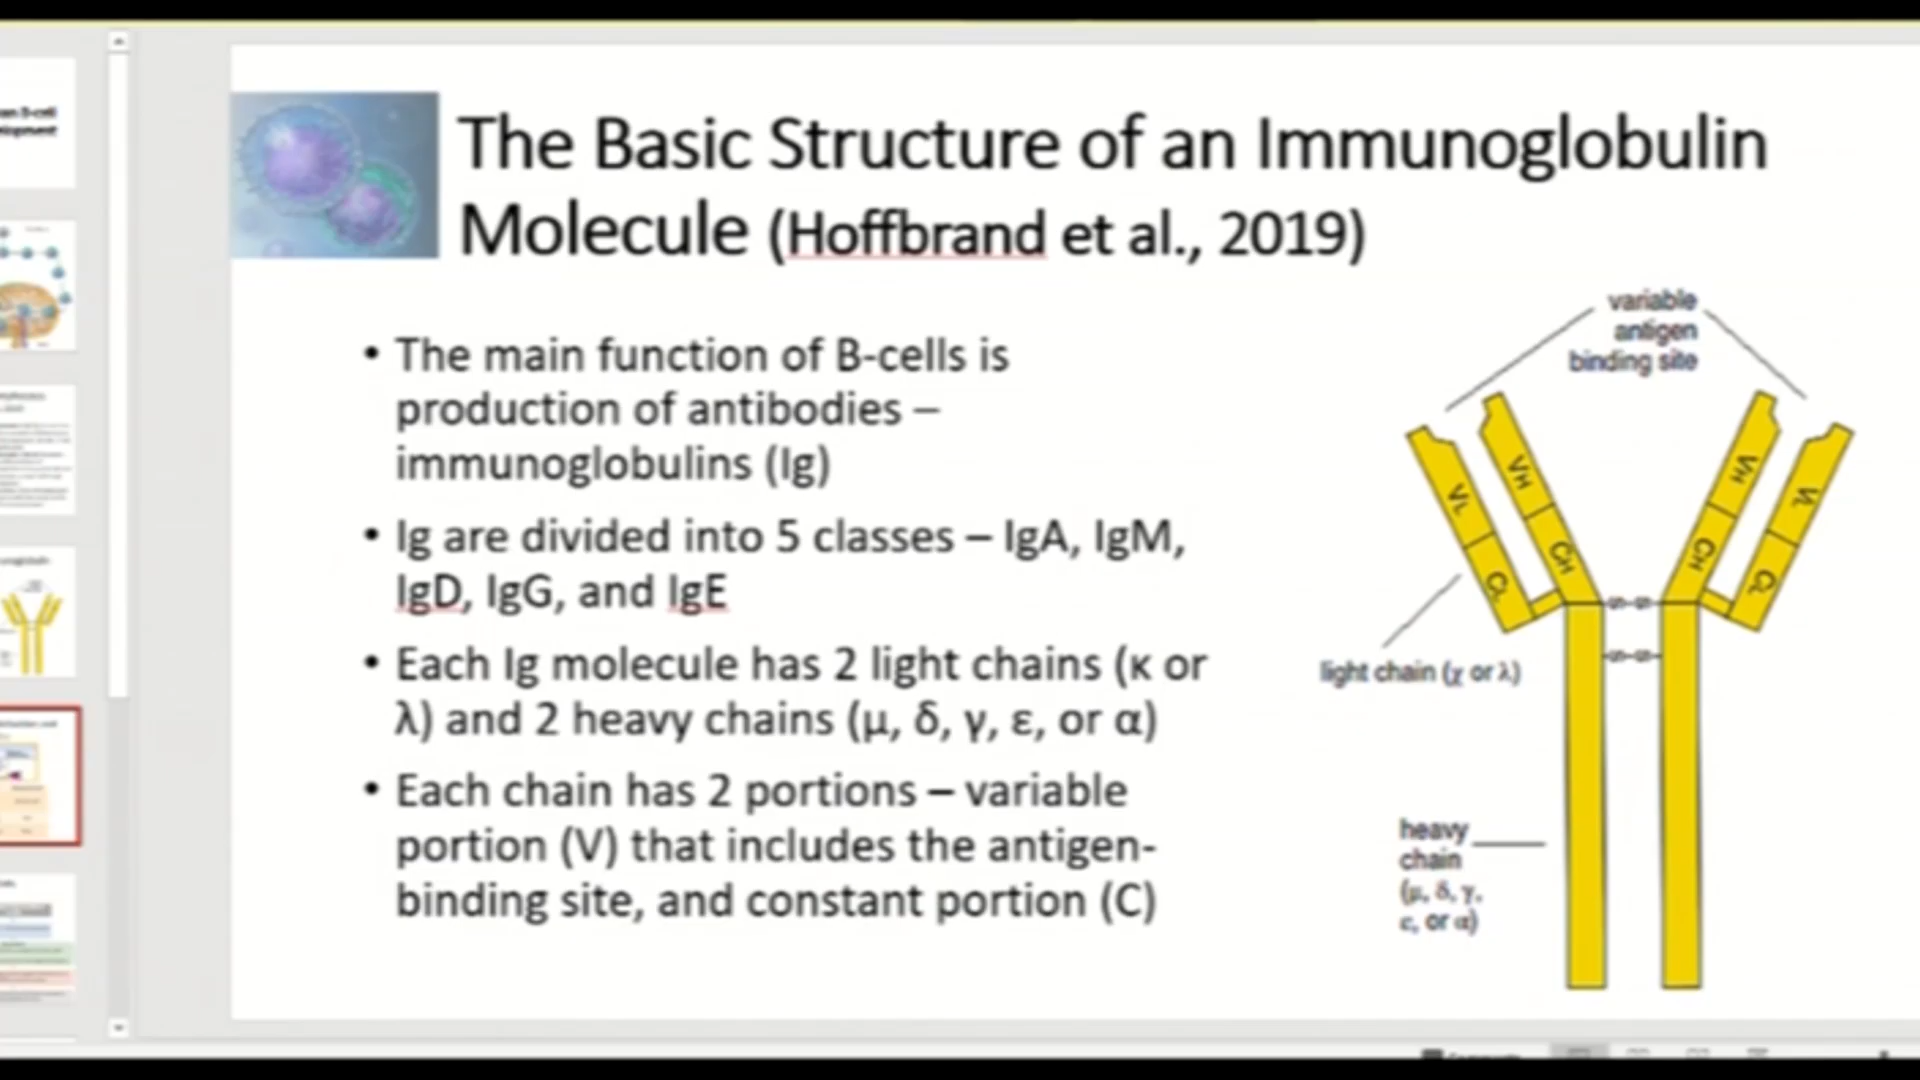 The Basic Structure of an Immunoglobulin
Molecule (Hoffbrand et al., 2019)
• The main function of B-cells is
production of antibodies –
immunoglobulins (Ig)
• Ig are divided into 5 classes – IgA, IgM,
IgD, IgG, and IgE
• Each Ig molecule has 2 light chains (κ or
λ) and 2 heavy chains (μ, δ, γ, ε, or α)
• Each chain has 2 portions – variable
portion (V) that includes the antigen-
binding site, and constant portion (C)
variable
antigen
binding site
VL
VH
VH
VL
CL
CH
CH
CL
S S
S S
light chain (χ or λ)
heavy
chain
(μ, δ, γ,
ε, or α)